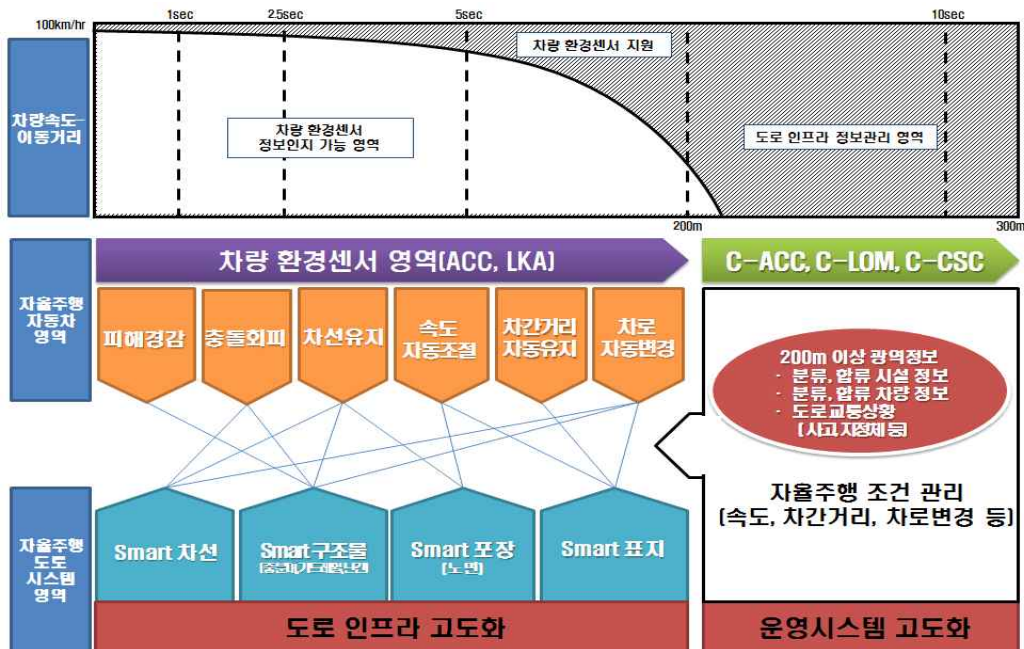 1sec
2.5sec
5sec
10sec
100km/hr
차량 환경센서 지원
차량속도-
이동거리
차량 환경센서
정보인지 가능 영역
도로 인프라 정보관리 영역
200m
300m
자율주행
자동차
영역
차량 환경센서 영역(ACC, LKA)
C-ACC, C-LOM, C-CSC
피해경감
충돌회피
차선유지
속도
자동조절
차간거리
자동유지
차로
자동변경
200m 이상 광역정보
· 분류, 합류 시설 정보
· 분류, 합류 차량 정보
· 도로교통상황
(사고, 지정체 등)
자율주행 조건 관리
(속도, 차간거리, 차로변경 등)
자율주행
도로
시스템
영역
Smart 차선
Smart 구조물
Smart 포장
(노면)
Smart 표지
도로 인프라 고도화
운영시스템 고도화